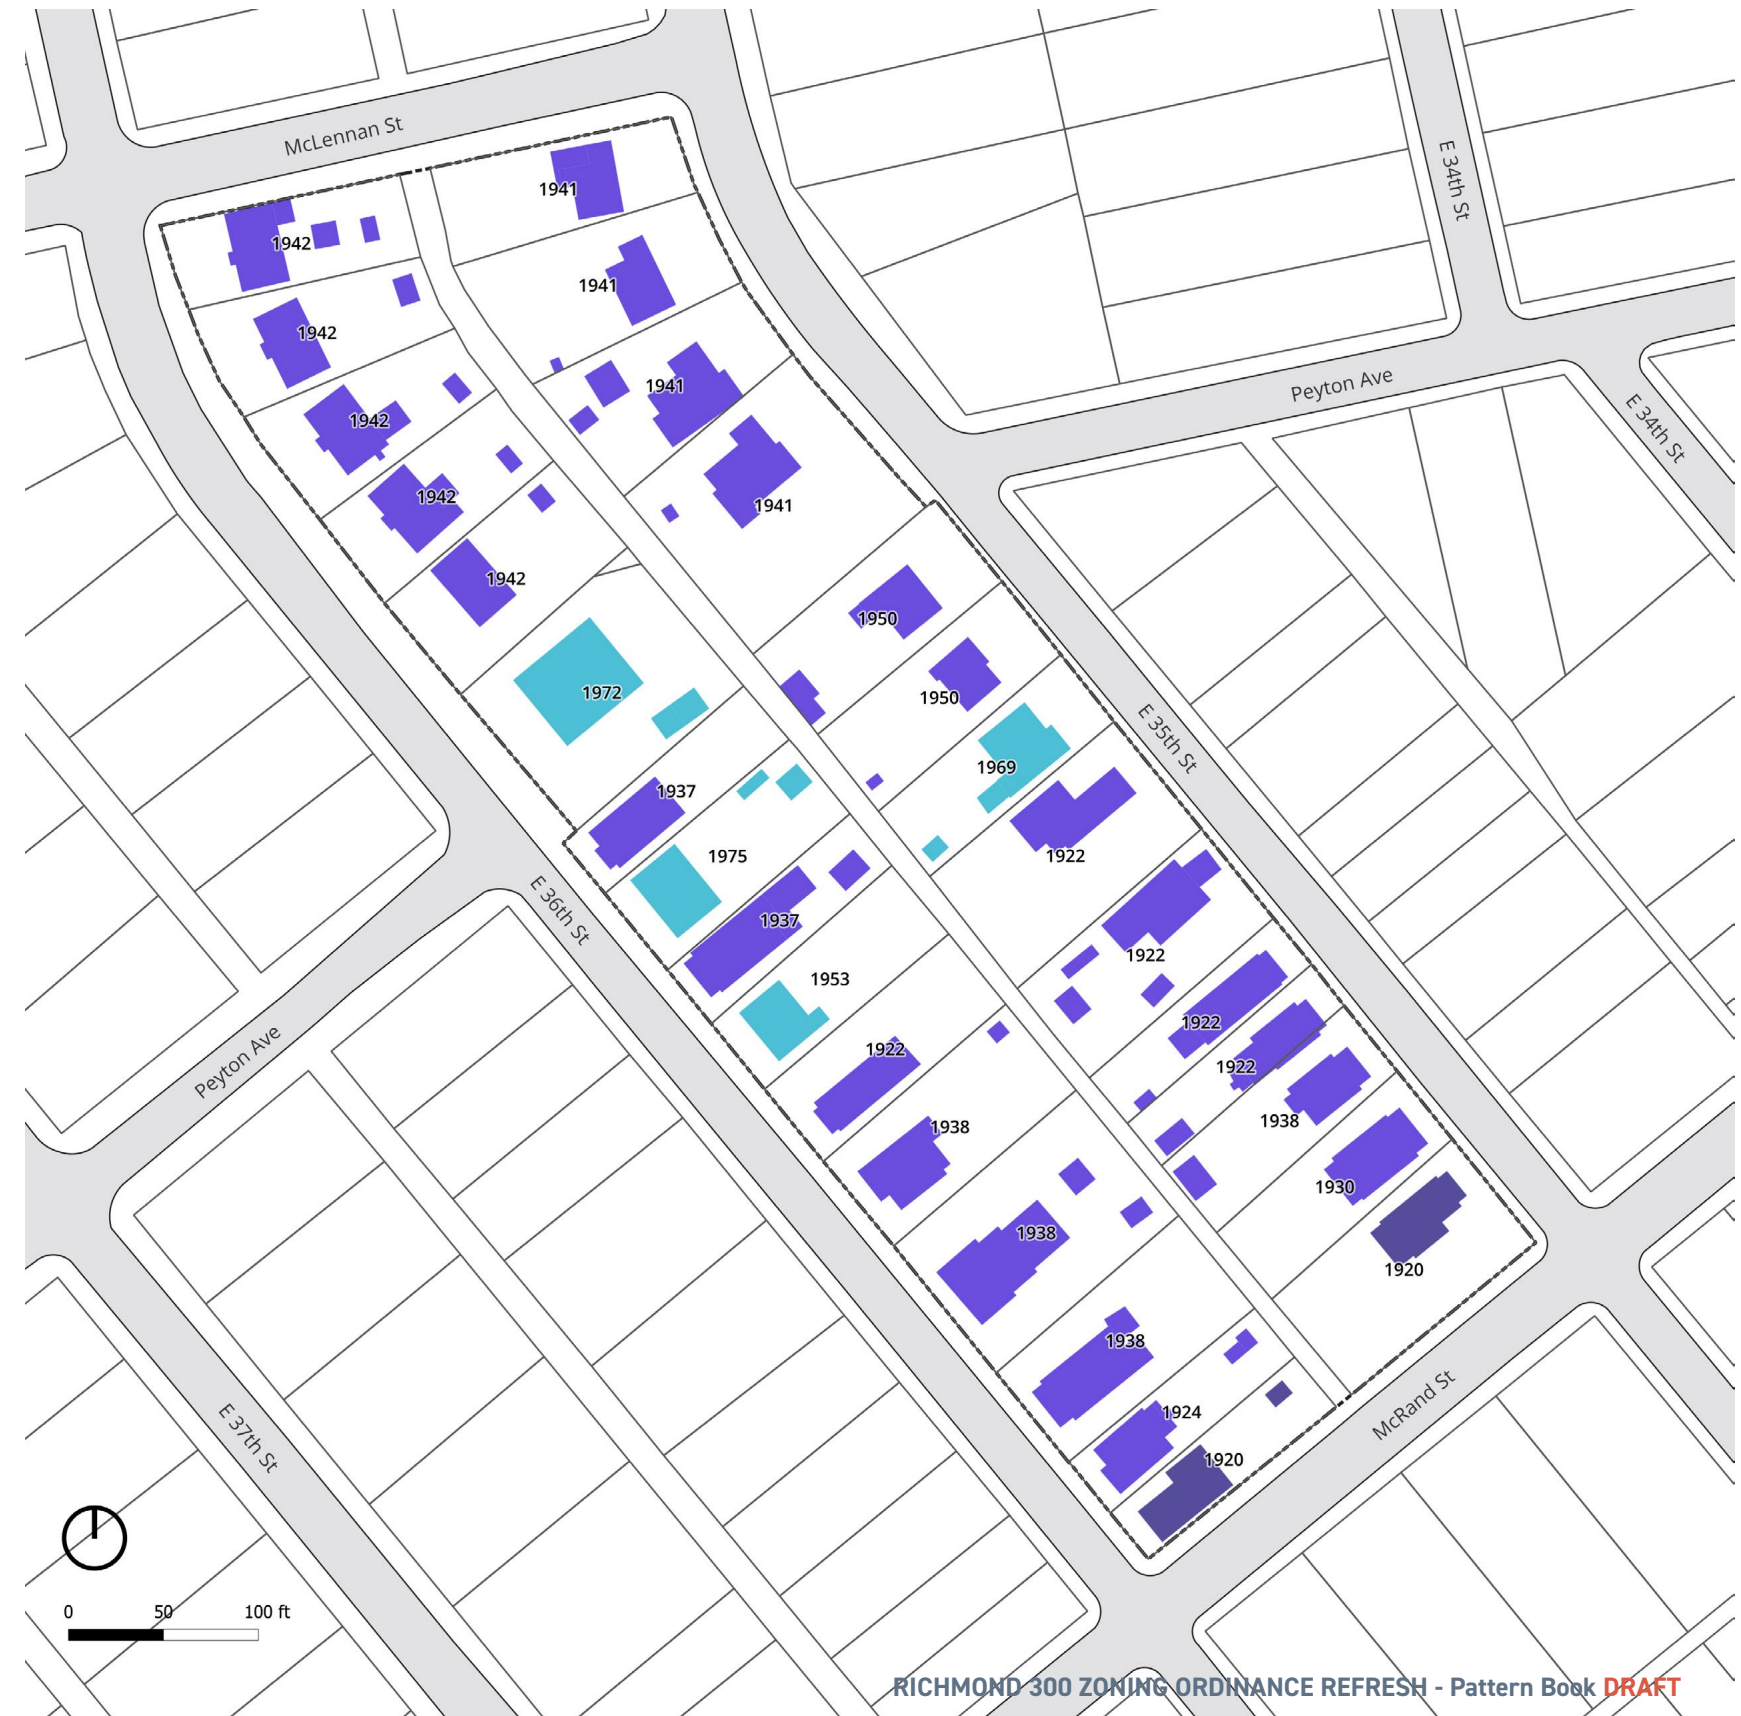 McLennan St
E 34th St
1941
1942
1941
1942
Peyton Ave
1941
E 34th St
1942
1942
1941
1942
1950
1972
1950
E 35th St
1969
1937
1975
1922
E 36th St
1937
1922
1953
1922
Peyton Ave
1922
1922
1938
1938
1930
1938
1920
1938
McRand St
E 37th St
1924
1920
0 50 100 ft
RICHMOND 300 ZONING ORDINANCE REFRESH - Pattern Book DRAFT